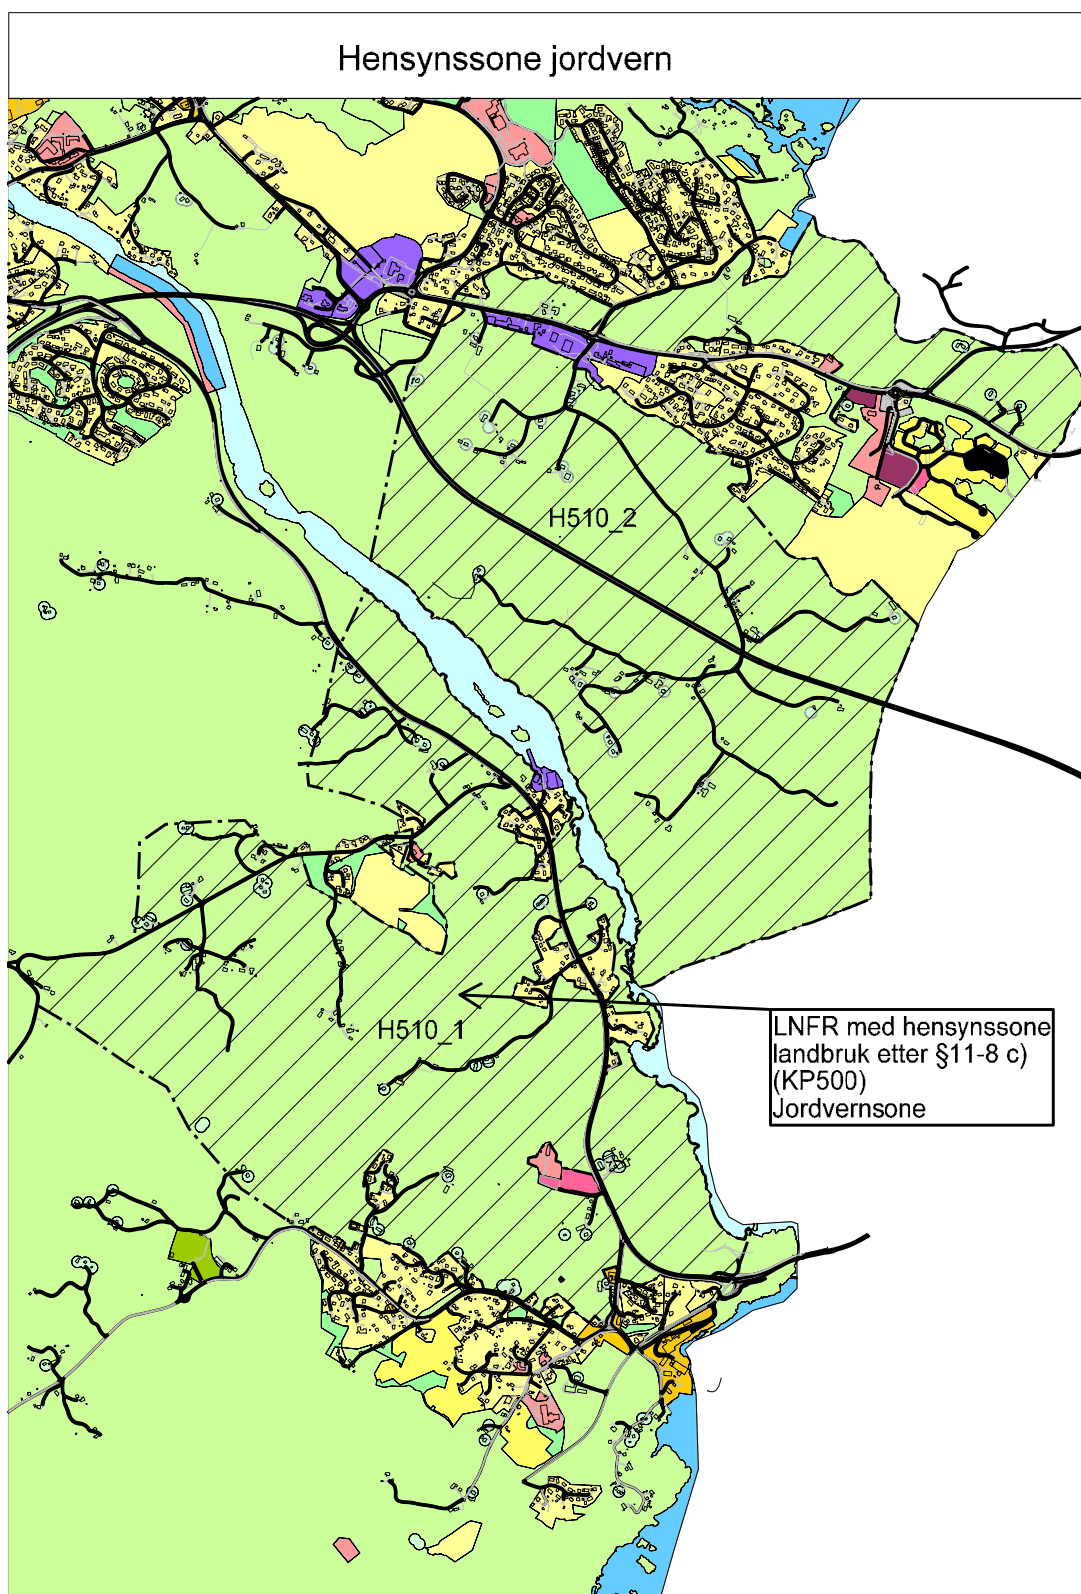 Hensynssone jordvern
H510_2
H510_1
LNFR med hensynssone
landbruk etter §11-8 c)
(KP500)
Jordvernsone